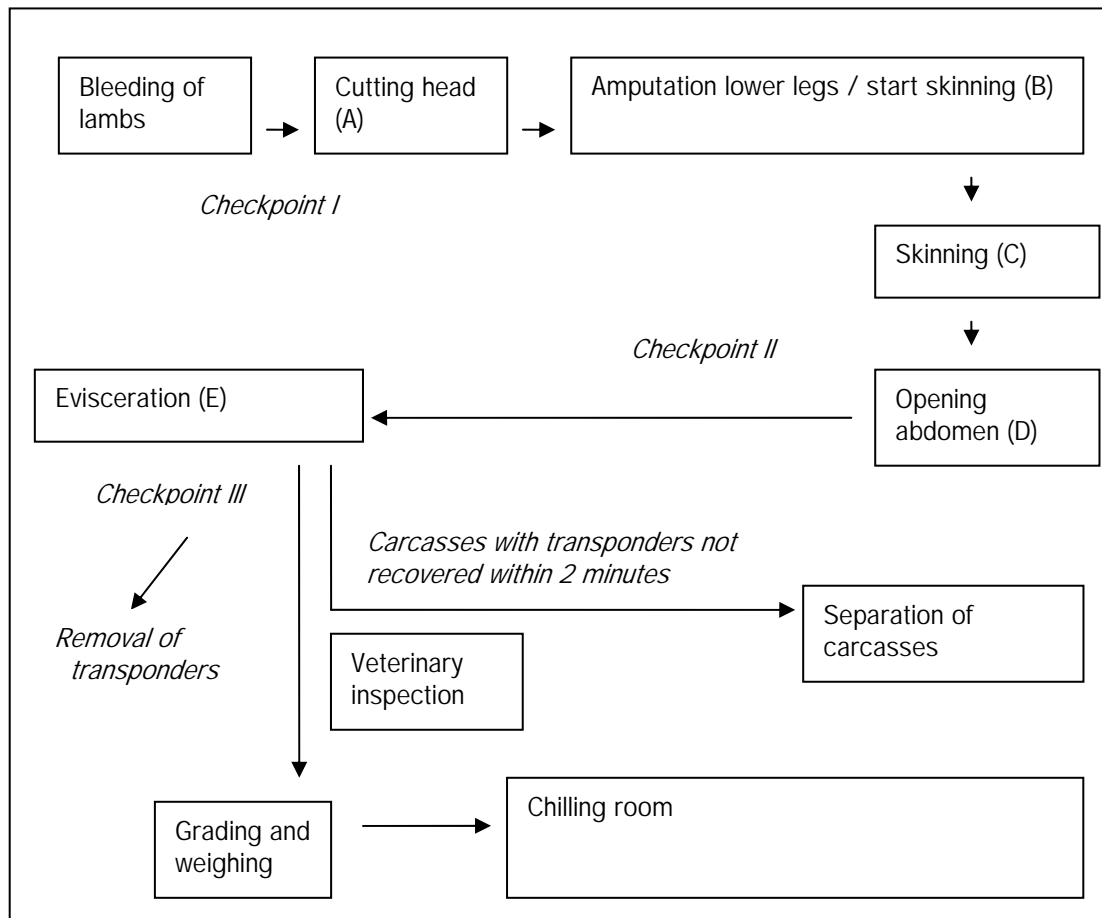 Bleeding of
lambs
Cutting head
(A)
Amputation lower legs / start skinning (B)
Checkpoint I
Skinning (C)
Checkpoint II
Evisceration (E)
Opening
abdomen (D)
Checkpoint III
Carcasses with transponders not
recovered within 2 minutes
Separation of
carcasses
Removal of
transponders
Veterinary
inspection
Grading and
weighing
Chilling room